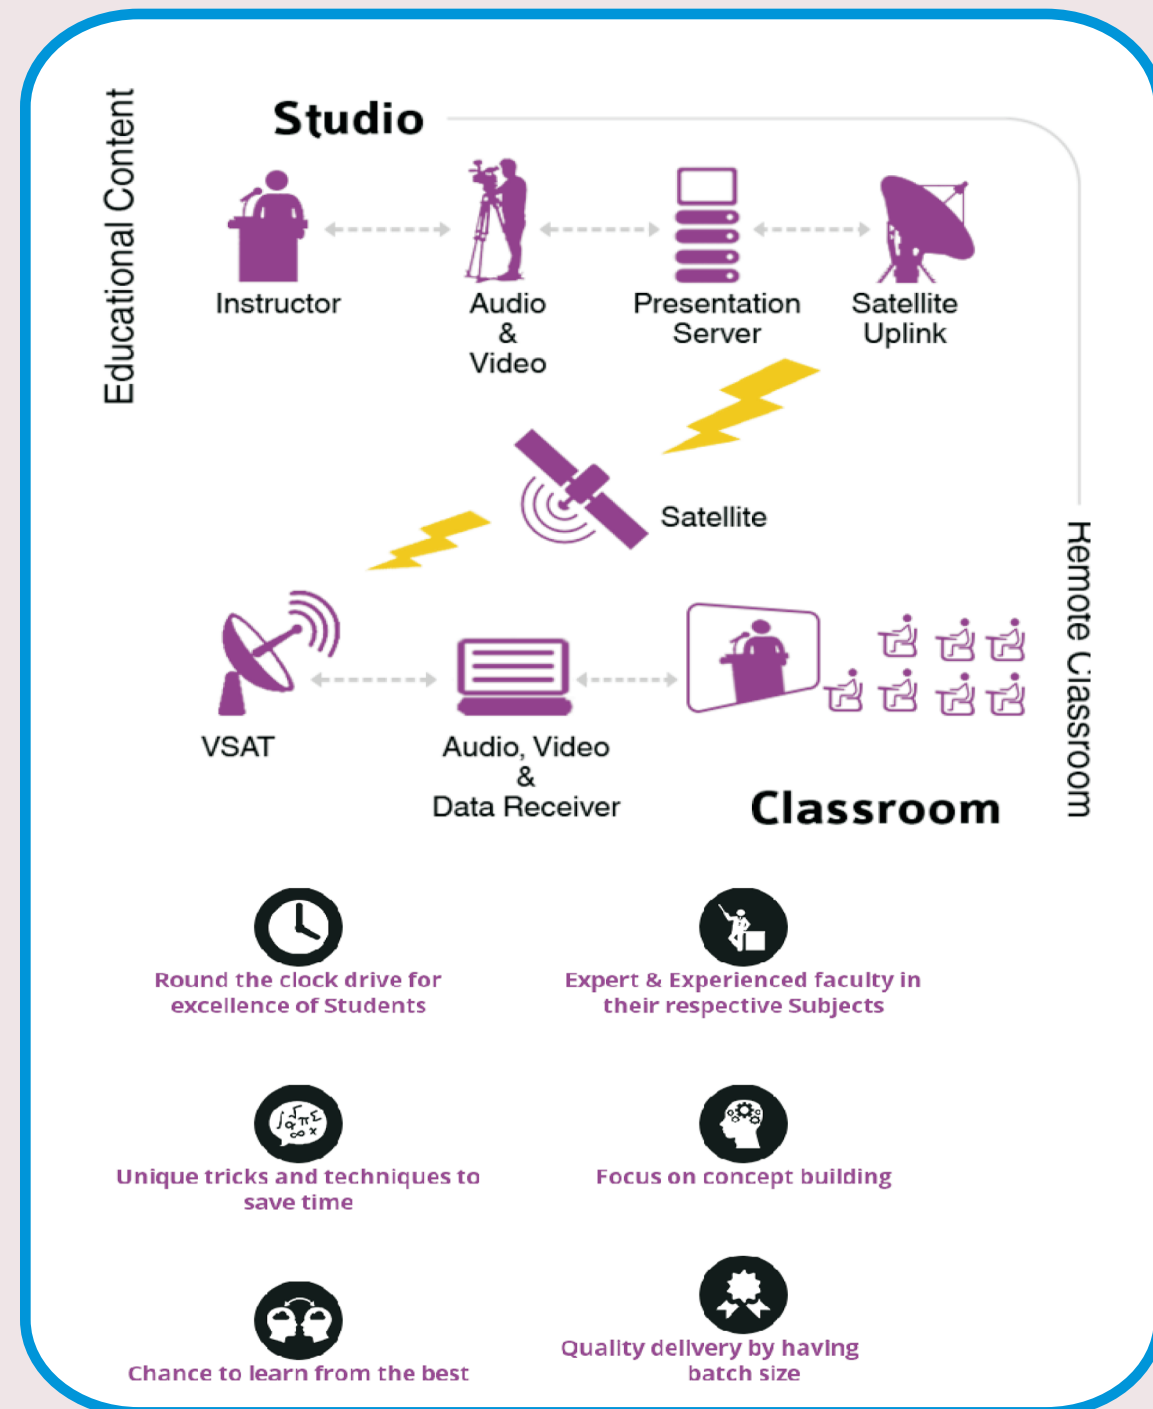 Educational Content
Studio
Instructor
Audio
&
Video
Presentation
Server
Satellite
Uplink
Satellite
Remote Classroom
VSAT
Audio, Video
&
Data Receiver
Classroom
Round the clock drive for
excellence of Students
Expert & Experienced faculty in
their respective Subjects
Unique tricks and techniques to
save time
Focus on concept building
Chance to learn from the best
Quality delivery by having
batch size